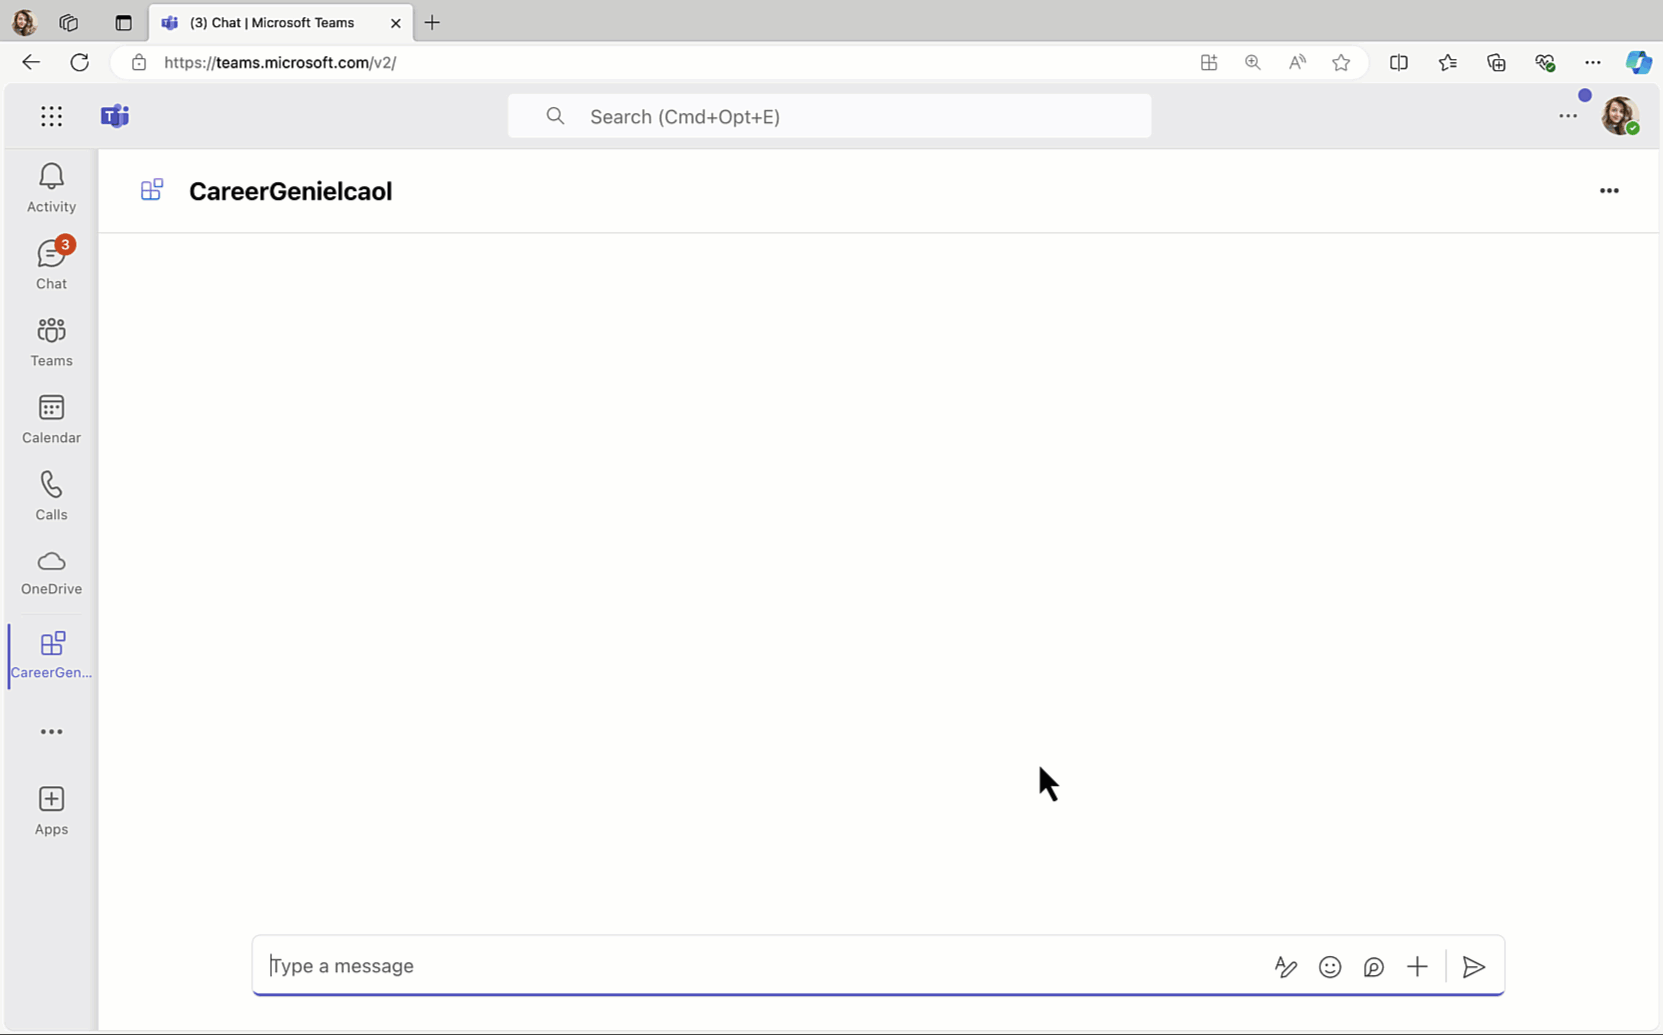 (3) Chat | Microsoft Teams
https://teams.microsoft.com/v2/
Search (Cmd+Opt+E)
Activity
3
Chat
Teams
Calendar
Calls
OneDrive
CareerGen...
Apps
CareerGenielcaol
Type a message